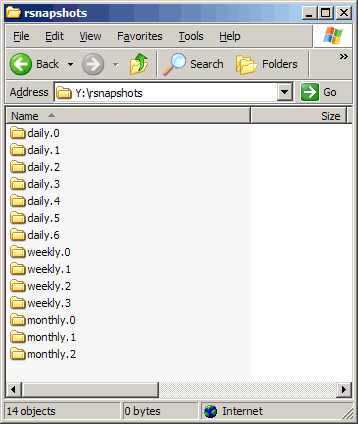 rsnapshots
File Edit View Favorites Tools Help
Back Search Folders
Address Y:\rsnapshots Go
Name Size
daily.0
daily.1
daily.2
daily.3
daily.4
daily.5
daily.6
weekly.0
weekly.1
weekly.2
weekly.3
monthly.0
monthly.1
monthly.2
14 objects 0 bytes Internet